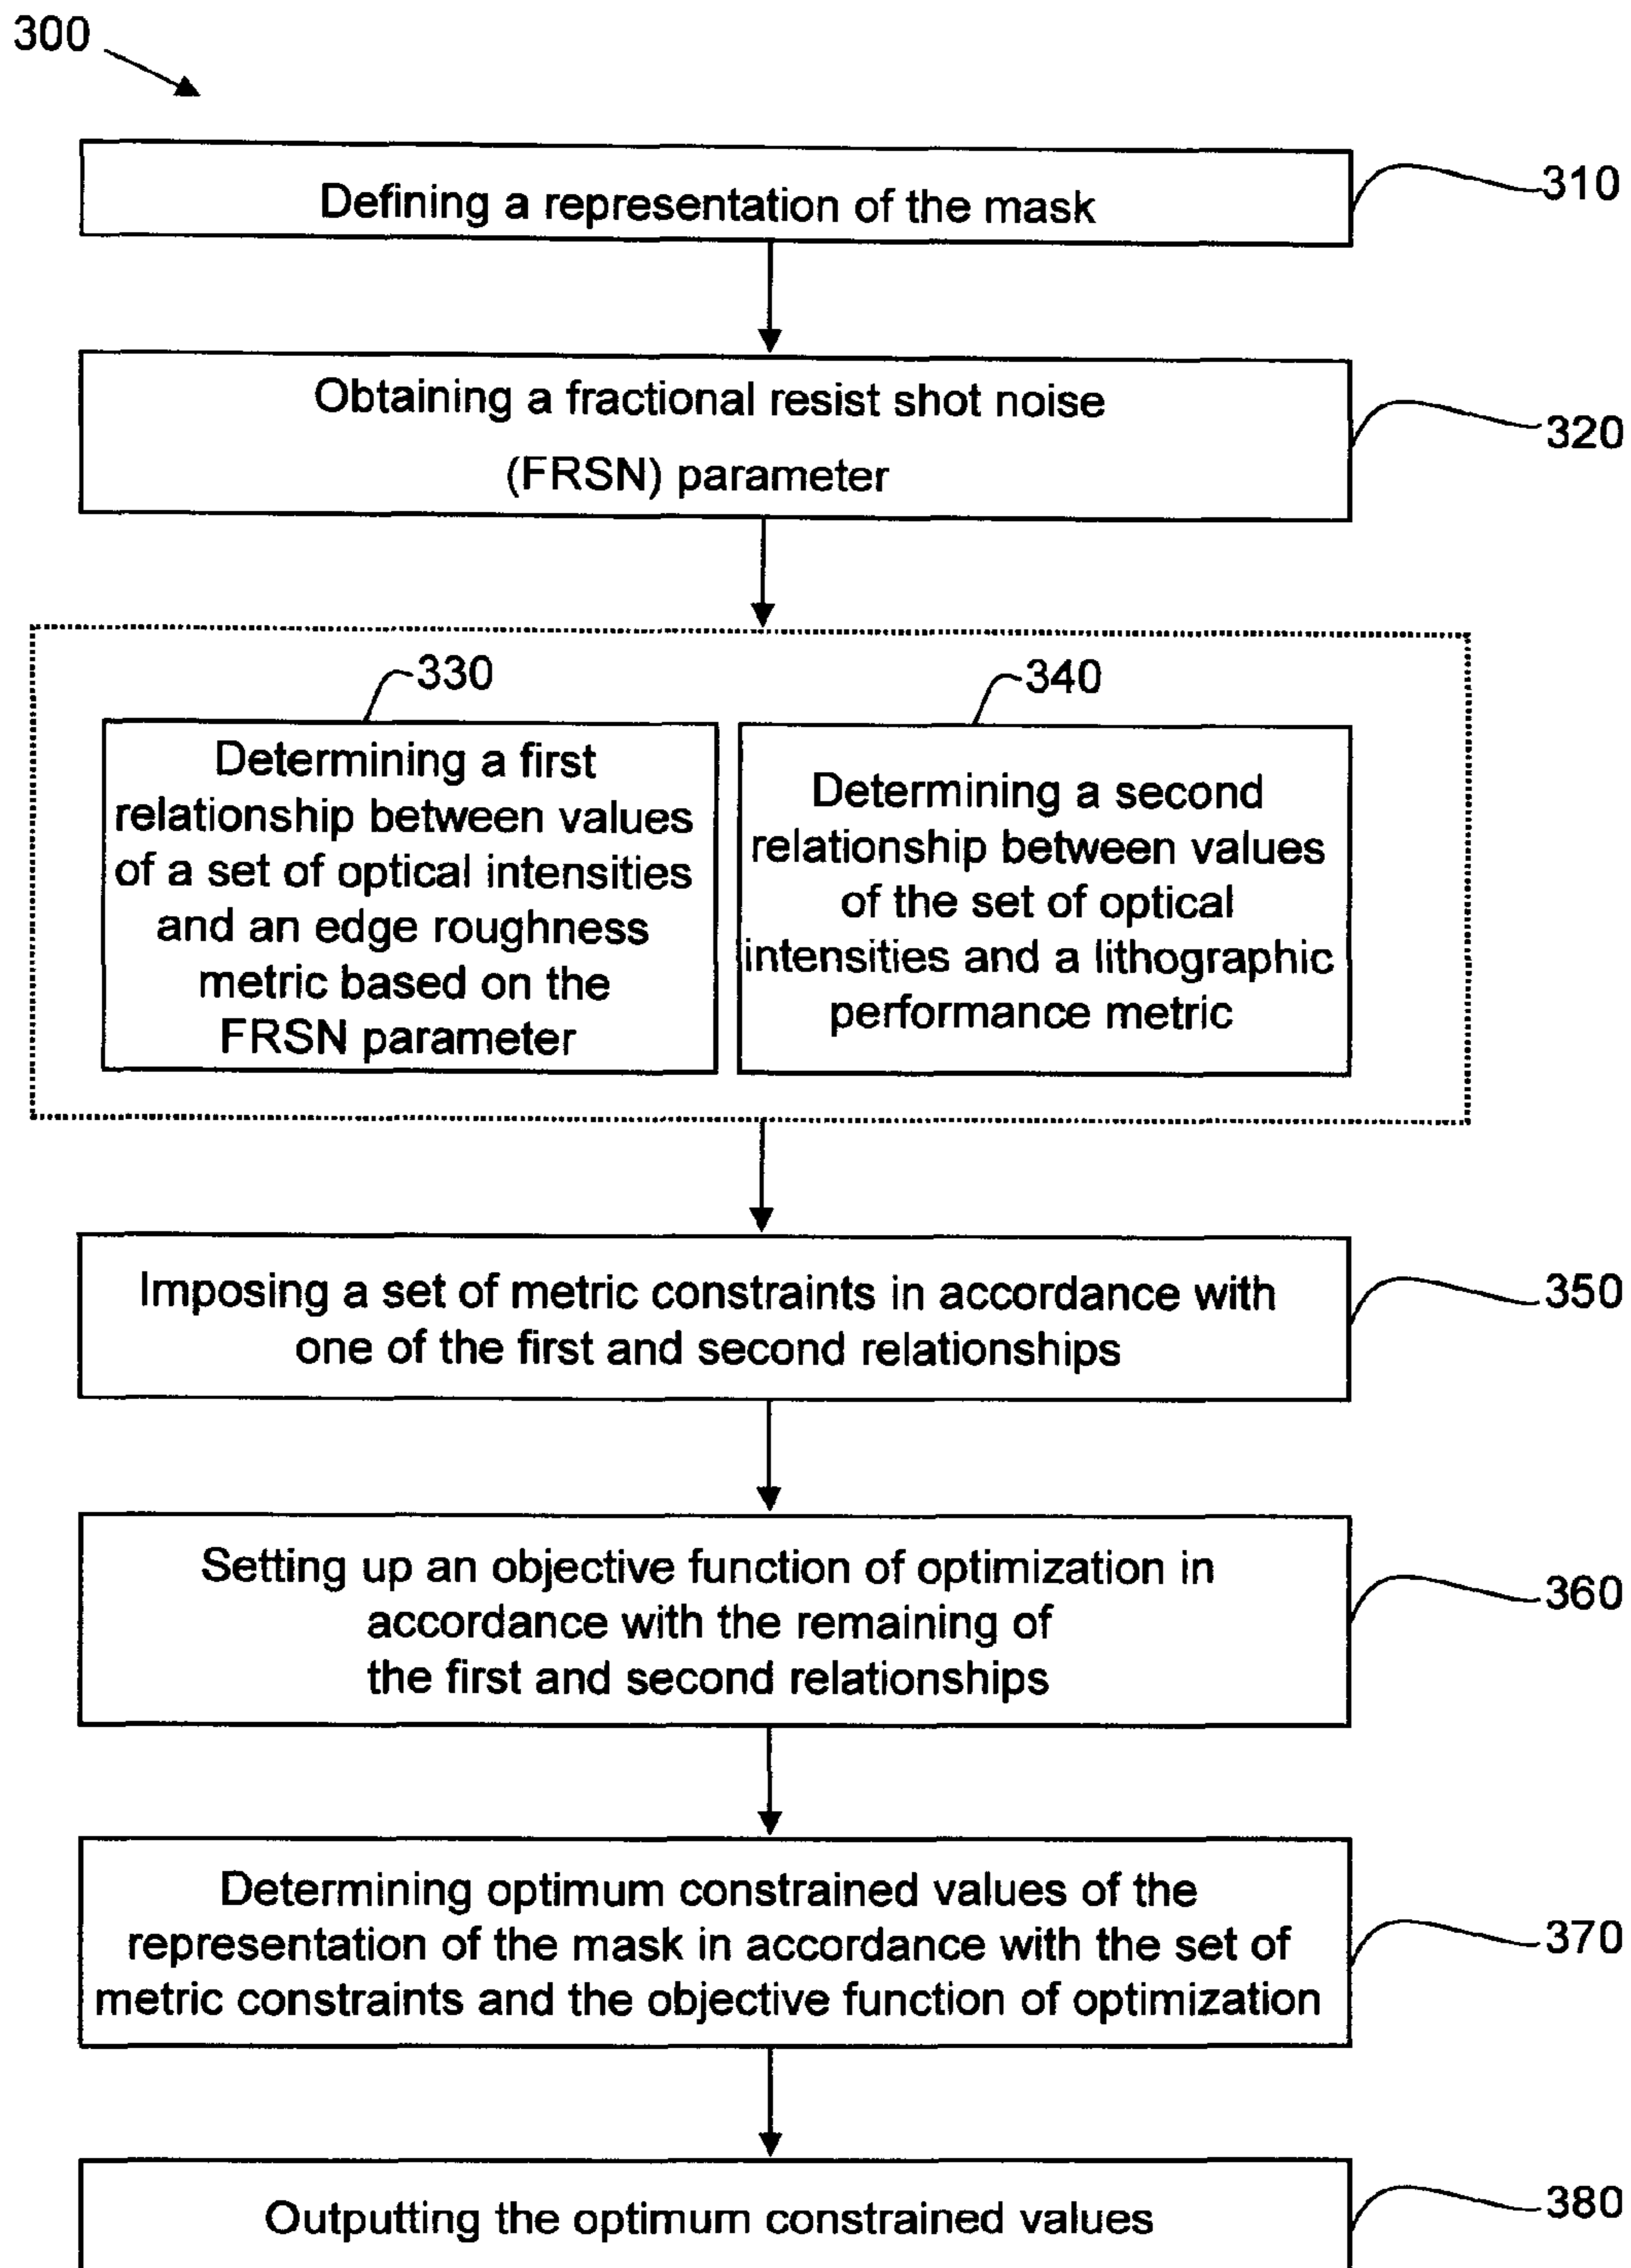 300
Defining a representation of the mask
310
Obtaining a fractional resist shot noise
(FRSN) parameter
320
330
Determining a first
relationship between values
of a set of optical intensities
and an edge roughness
metric based on the
FRSN parameter
340
Determining a second
relationship between values
of the set of optical
intensities and a lithographic
performance metric
Imposing a set of metric constraints in accordance with
one of the first and second relationships
350
Setting up an objective function of optimization in
accordance with the remaining of
the first and second relationships
360
Determining optimum constrained values of the
representation of the mask in accordance with the set of
metric constraints and the objective function of optimization
370
Outputting the optimum constrained values
380